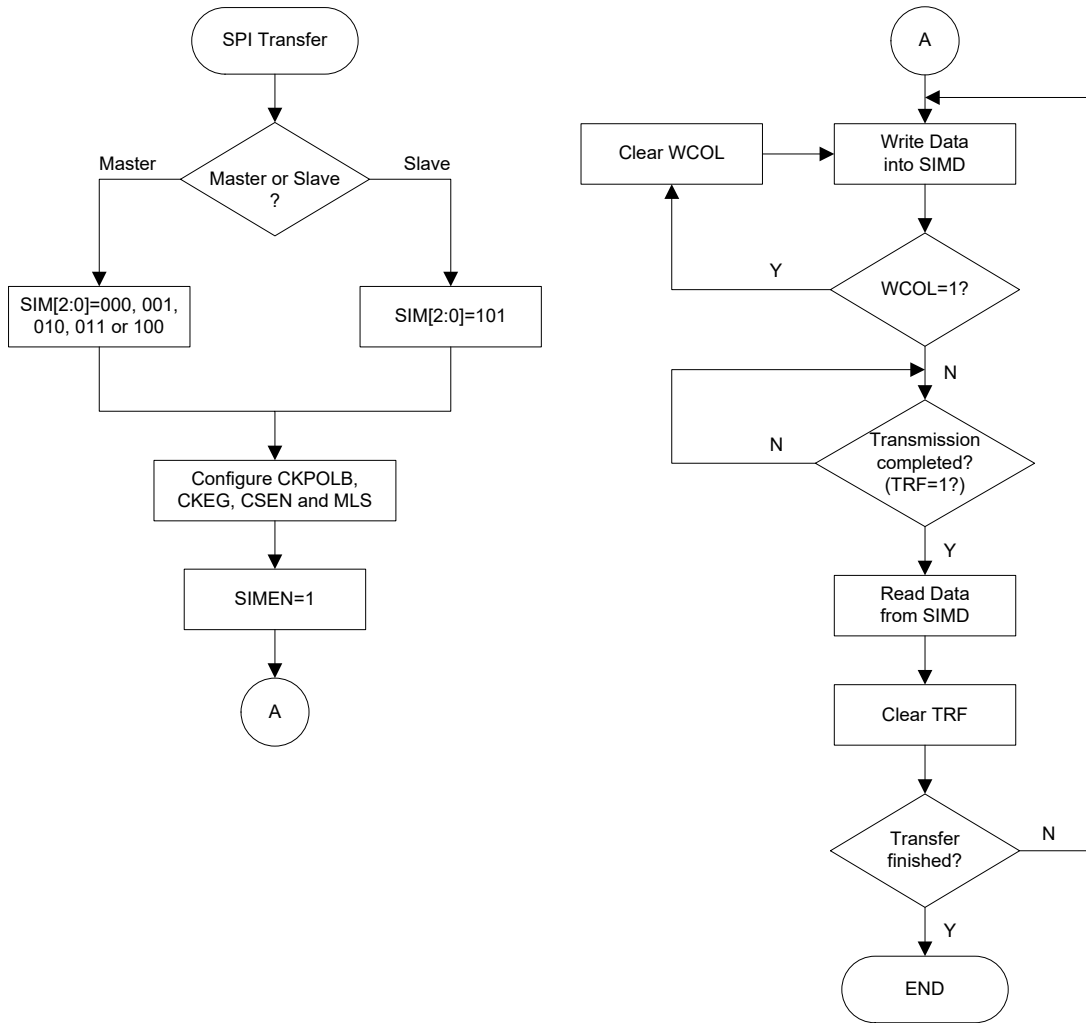 SPI Transfer
Master
Master or Slave
?
Slave
SIM[2:0]=000, 001,
010, 011 or 100
SIM[2:0]=101
Configure CKPOLB,
CKEG, CSEN and MLS
SIMEN=1
A
A
Clear WCOL
Write Data
into SIMD
Y
WCOL=1?
N
N
Transmission
completed?
(TRF=1?)
Y
Read Data
from SIMD
Clear TRF
Transfer
finished?
N
Y
END